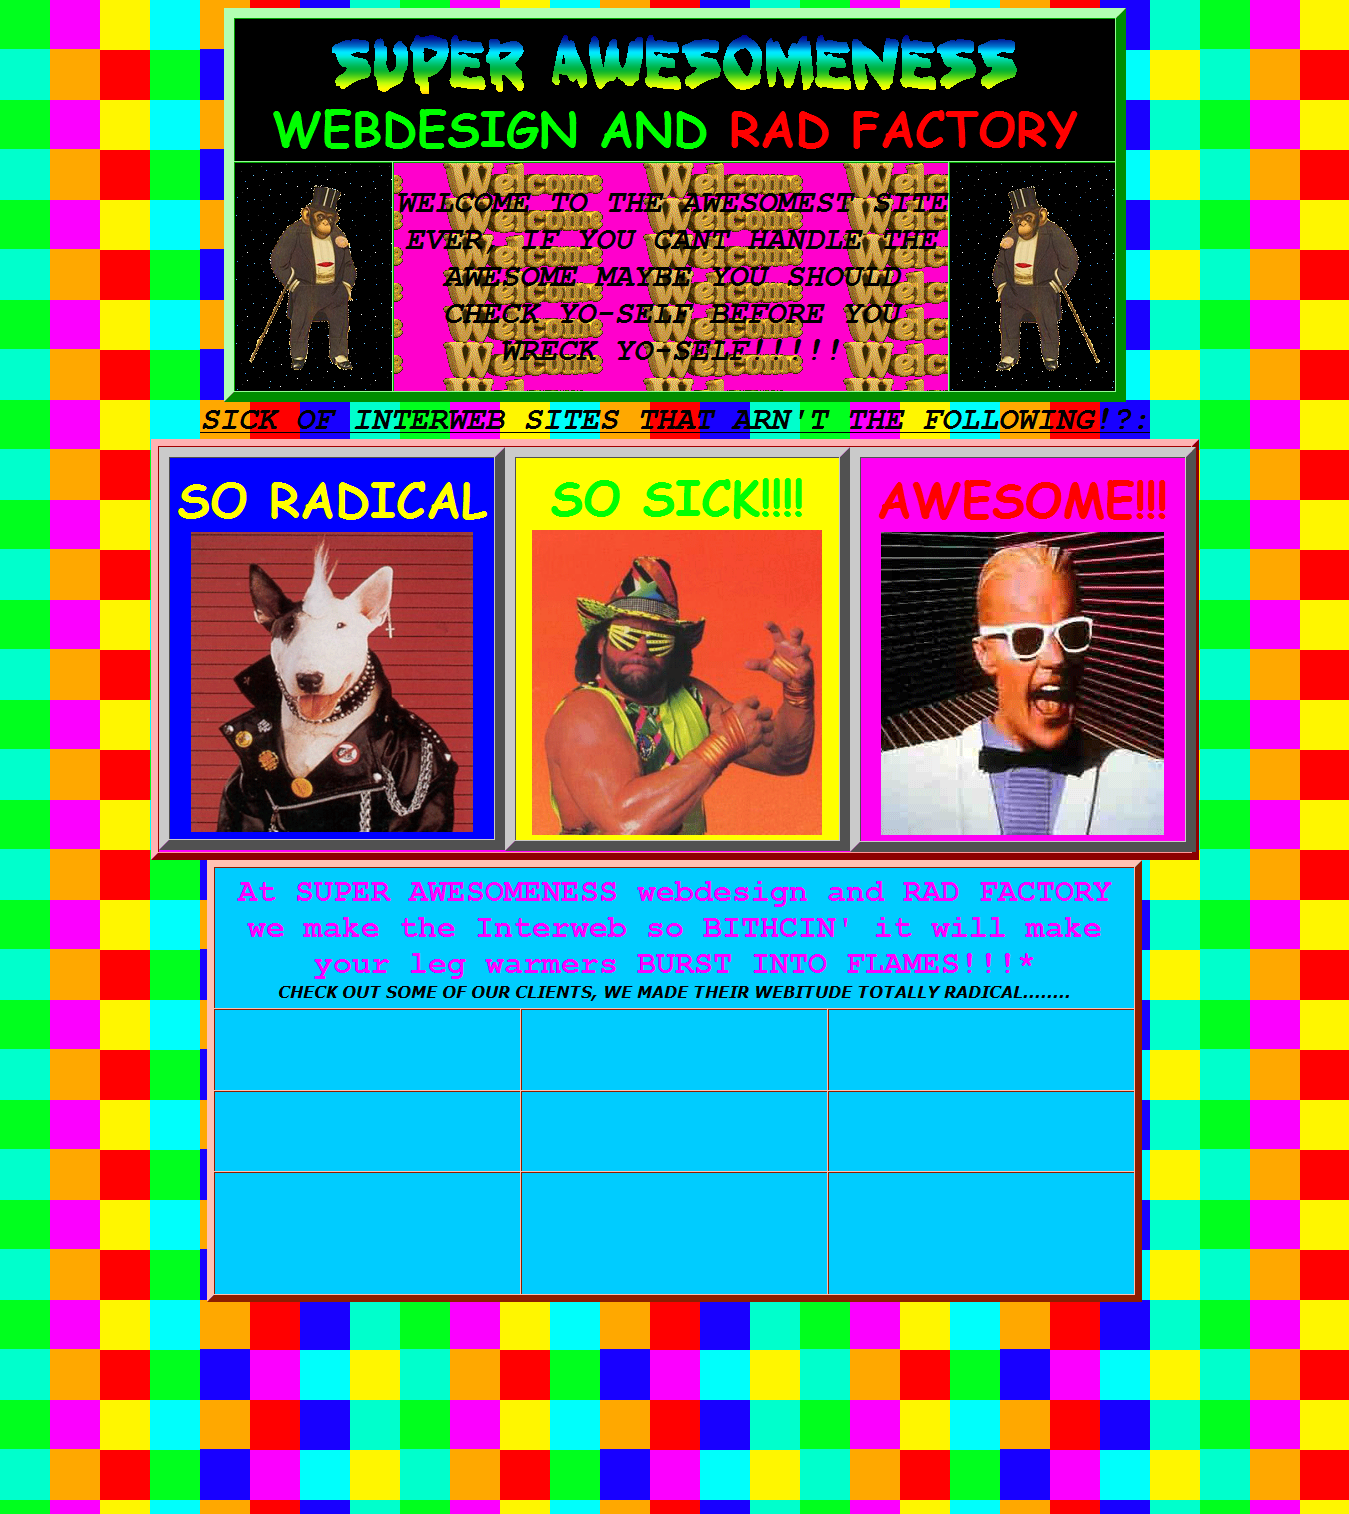 SUPER AWESOMENESS
WEBDESIGN AND RAD FACTORY
WELCOME TO THE AWESOMEST SITE
EVER, IF YOU CANT HANDLE THE
AWESOME MAYBE YOU SHOULD
CHECK YO-SELF BEFORE YOU
WRECK YO-SELF!!!!!
SICK OF INTERWEB SITES THAT ARN'T THE FOLLOWING!?:
SO RADICAL
SO SICK!!!!
AWESOME!!!
At SUPER AWESOMENESS webdesign and RAD FACTORY
we make the Interweb so BITHCIN' it will make
your leg warmers BURST INTO FLAMES!!!*
CHECK OUT SOME OF OUR CLIENTS, WE MADE THEIR WEBITUDE TOTALLY RADICAL........